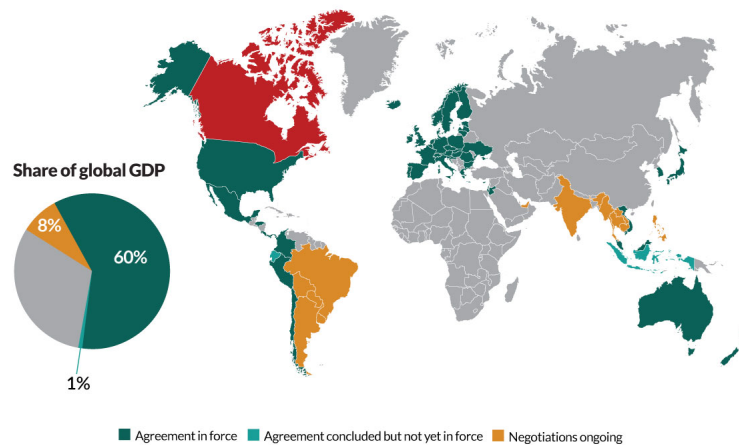 Share of global GDP
8%
60%
1%
Agreement in force
Agreement concluded but not yet in force
Negotiations ongoing